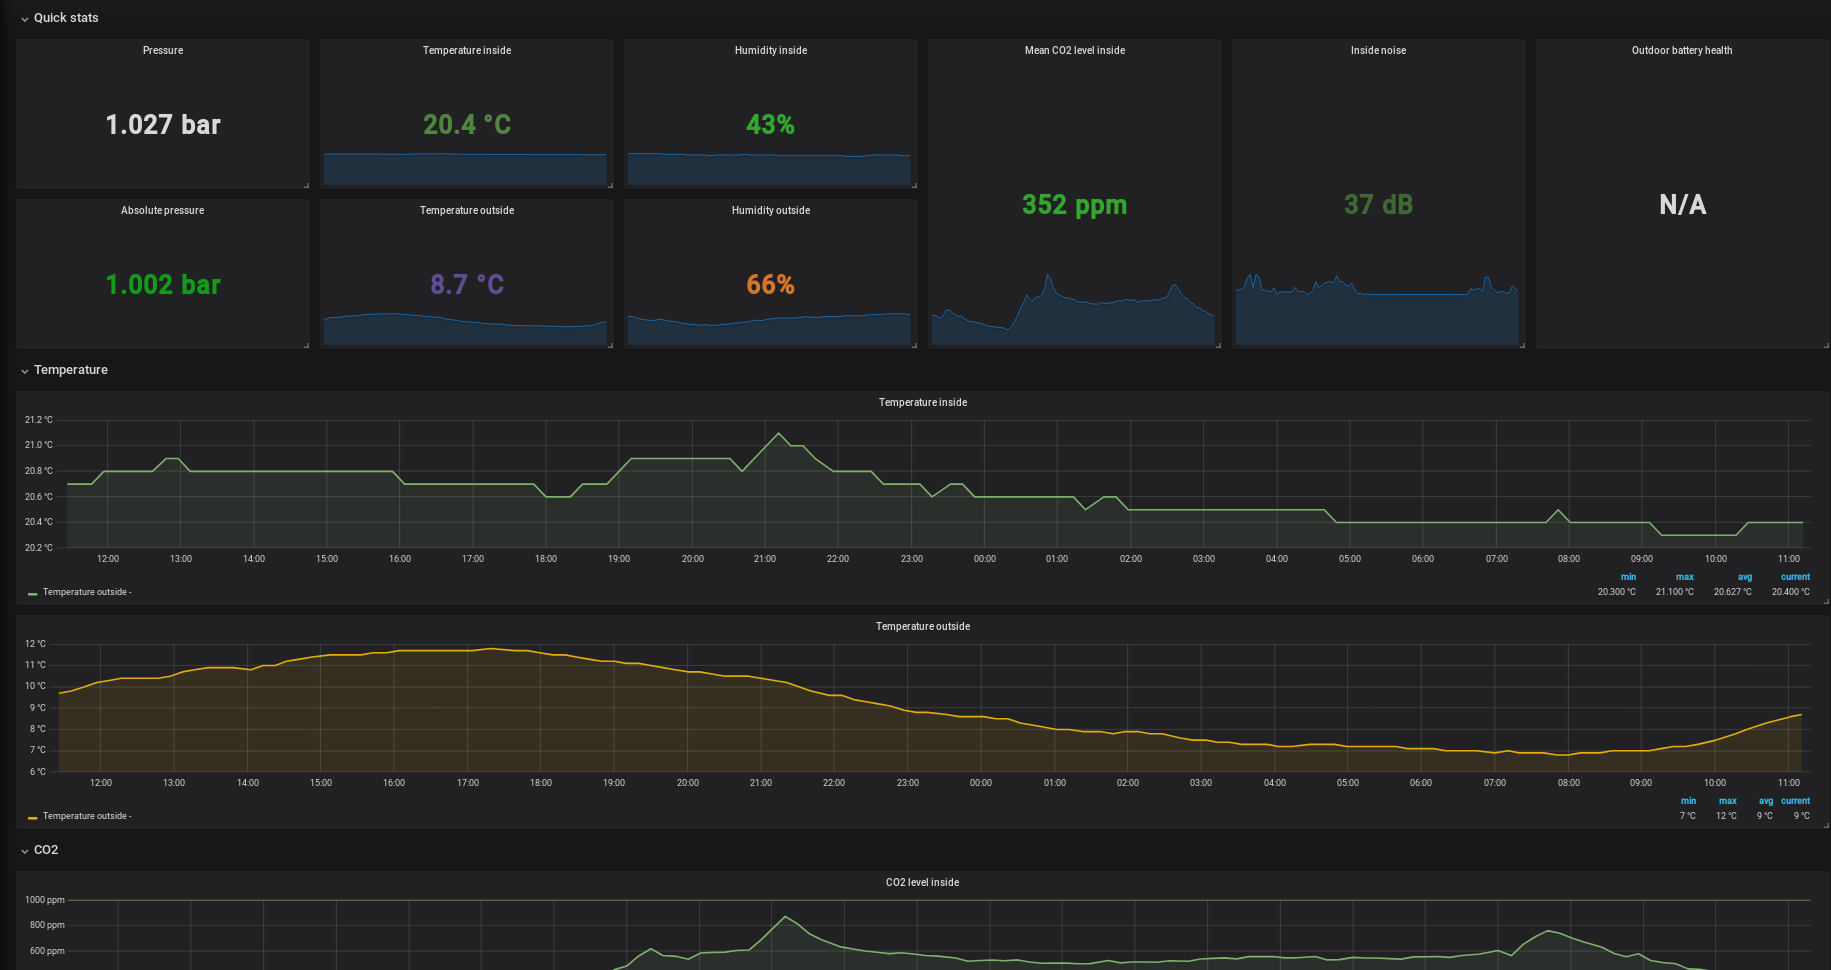 Quick stats
Pressure
Temperature inside
Humidity inside
Mean CO2 level inside
Inside noise
Outdoor battery health
1.027 bar
20.4 °C
43%
352 ppm
37 dB
N/A
Absolute pressure
Temperature outside
Humidity outside
1.002 bar
8.7 °C
66%
Temperature
Temperature inside
21.2 °C
21.0 °C
20.8 °C
20.6 °C
20.4 °C
20.2 °C
12:00 13:00 14:00 15:00 16:00 17:00 18:00 19:00 20:00 21:00 22:00 23:00 00:00 01:00 02:00 03:00 04:00 05:00 06:00 07:00 08:00 09:00 10:00 11:00
min max avg current
Temperature outside - 20.300 °C 21.100 °C 20.627 °C 20.400 °C
Temperature outside
12 °C
11 °C
10 °C
9 °C
8 °C
7 °C
6 °C
12:00 13:00 14:00 15:00 16:00 17:00 18:00 19:00 20:00 21:00 22:00 23:00 00:00 01:00 02:00 03:00 04:00 05:00 06:00 07:00 08:00 09:00 10:00 11:00
min max avg current
Temperature outside - 7 °C 12 °C 9 °C 9 °C
CO2
CO2 level inside
1000 ppm
800 ppm
600 ppm